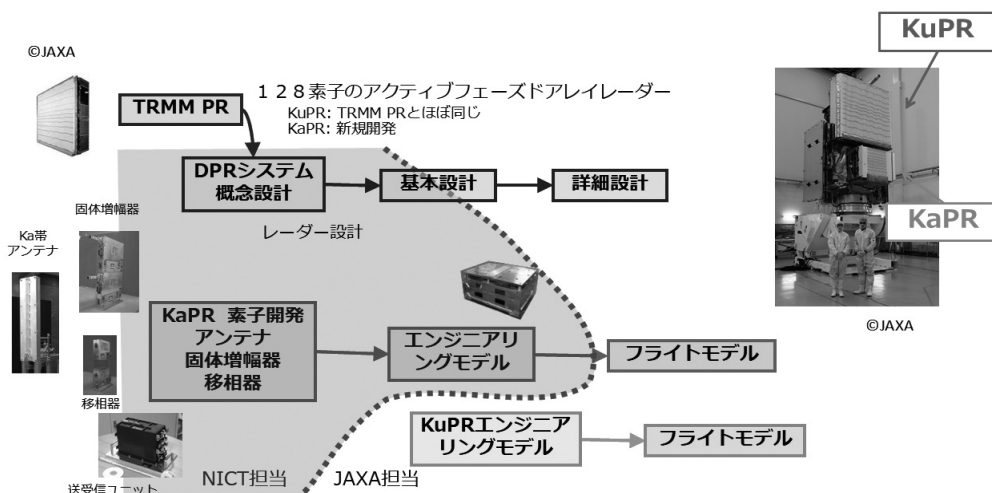 KuPR
©JAXA
128素子のアクティブフェーズドアレイレーダー
TRMM PR
KuPR: TRMM PRとほぼ同じ
KaPR: 新規開発
DPRシステム
概念設計
基本設計
詳細設計
固体増幅器
レーダー設計
Ka帯
アンテナ
KaPR
KaPR 素子開発
アンテナ
固体増幅器
移相器
エンジニアリ
ングモデル
フライトモデル
©JAXA
移相器
KuPRエンジニア
リングモデル
フライトモデル
NICT担当
JAXA担当
送受信ユニット